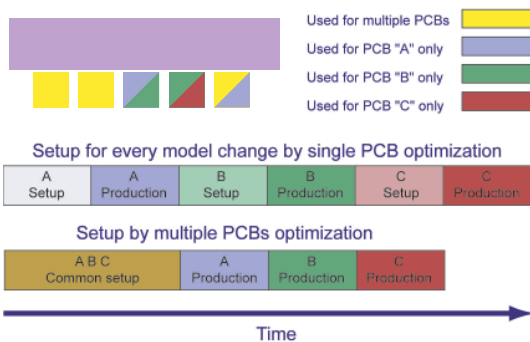 Used for multiple PCBs
Used for PCB "A" only
Used for PCB "B" only
Used for PCB "C" only
Setup for every model change by single PCB optimization
A Setup
A Production
B Setup
B Production
C Setup
C Production
Setup by multiple PCBs optimization
A B C
Common setup
A Production
B Production
C Production
Time